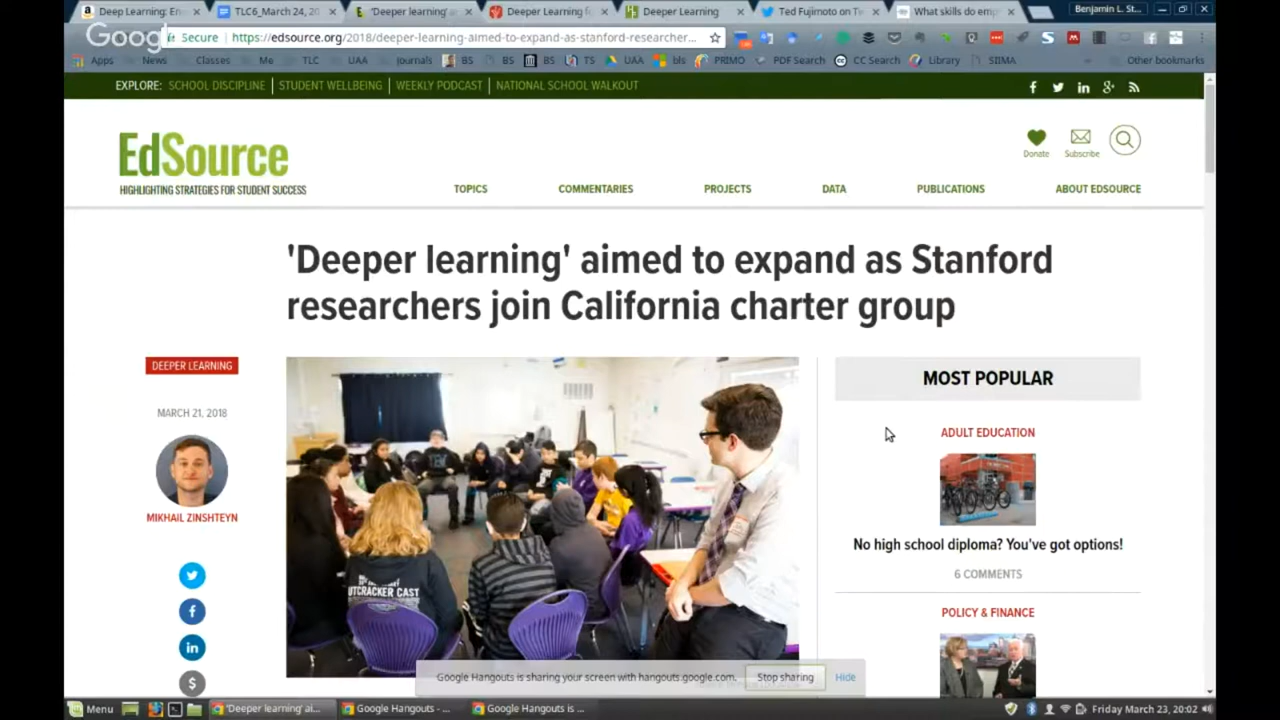 Deep Learning: En
TLC6_March 24, 20
'Deeper learning' a
Deeper Learning fo
Deeper Learning
Ted Fujimoto on Tw
What skills do emp
Benjamin L. St...
Google
Secure
https://edsource.org/2018/deeper-learning-aimed-to-expand-as-stanford-researcher...
Apps
News
Classes
Me
TLC
UAA
journals
BS
BS
BS
TS
UAA
bls
PRIMO
PDF Search
CC Search
Library
SIIMA
Other bookmarks
EXPLORE: SCHOOL DISCIPLINE | STUDENT WELLBEING | WEEKLY PODCAST | NATIONAL SCHOOL WALKOUT
EdSource
HIGHLIGHTING STRATEGIES FOR STUDENT SUCCESS
Donate
Subscribe
TOPICS
COMMENTARIES
PROJECTS
DATA
PUBLICATIONS
ABOUT EDSOURCE
'Deeper learning' aimed to expand as Stanford
researchers join California charter group
DEEPER LEARNING
MARCH 21, 2018
MIKHAIL ZINSHTEYN
UTCRACKER CAST
MOST POPULAR
ADULT EDUCATION
No high school diploma? You've got options!
6 COMMENTS
POLICY & FINANCE
Google Hangouts is sharing your screen with hangouts.google.com.
Stop sharing
Hide
Menu
'Deeper learning' ai...
Google Hangouts - ...
Google Hangouts is ...
Friday March 23, 20:02